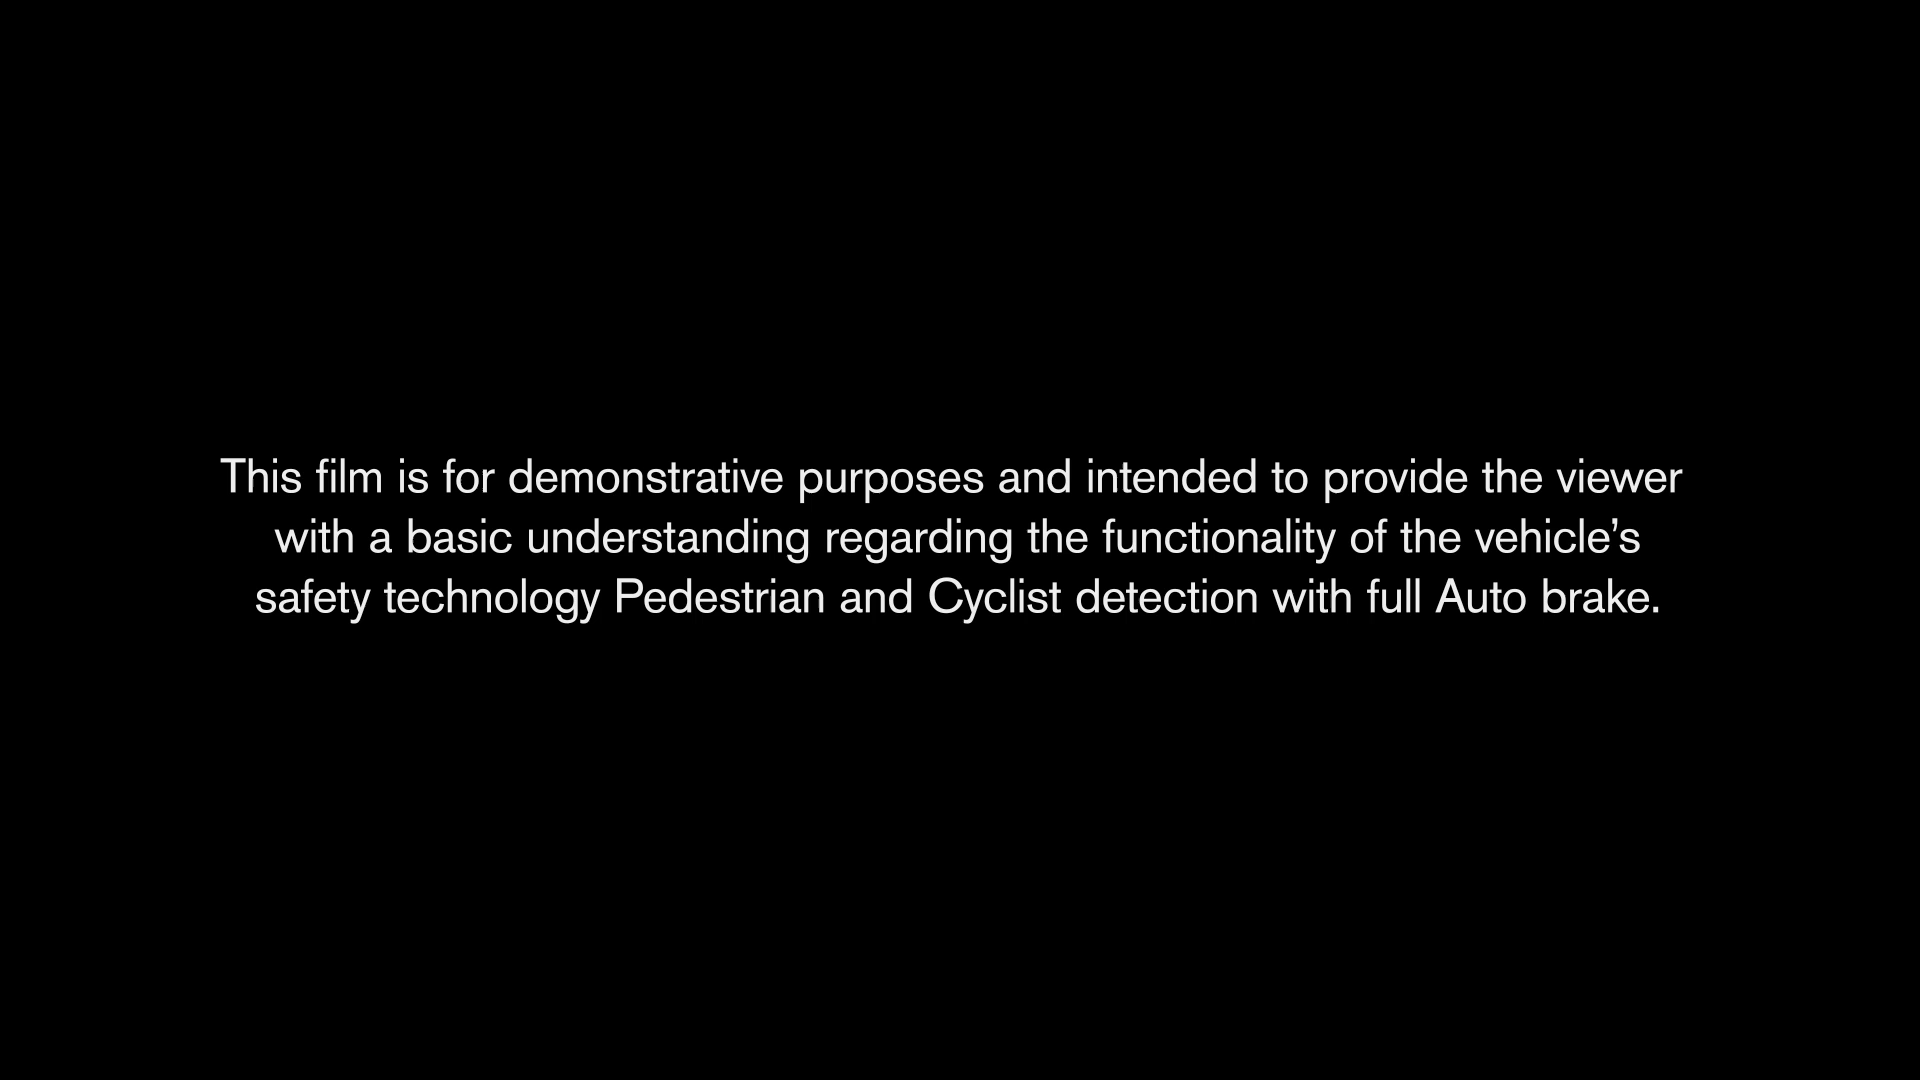 This film is for demonstrative purposes and intended to provide the viewer
with a basic understanding regarding the functionality of the vehicle’s
safety technology Pedestrian and Cyclist detection with full Auto brake.